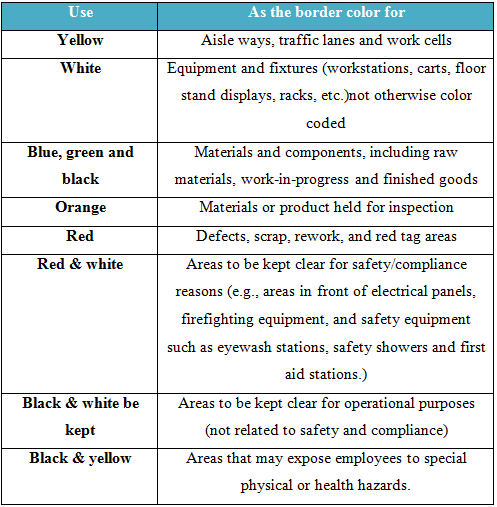 Use As the border color for
Yellow Aisle ways, traffic lanes and work cells
White Equipment and fixtures (workstations, carts, floor
stand displays, racks, etc.)not otherwise color
coded
Blue, green and Materials and components, including raw
black materials, work-in-progress and finished goods
Orange Materials or product held for inspection
Red Defects, scrap, rework, and red tag areas
Red & white Areas to be kept clear for safety/compliance
reasons (e.g., areas in front of electrical panels,
firefighting equipment, and safety equipment
such as eyewash stations, safety showers and first
aid stations.)
Black & white be Areas to be kept clear for operational purposes
kept (not related to safety and compliance)
Black & yellow Areas that may expose employees to special
physical or health hazards.